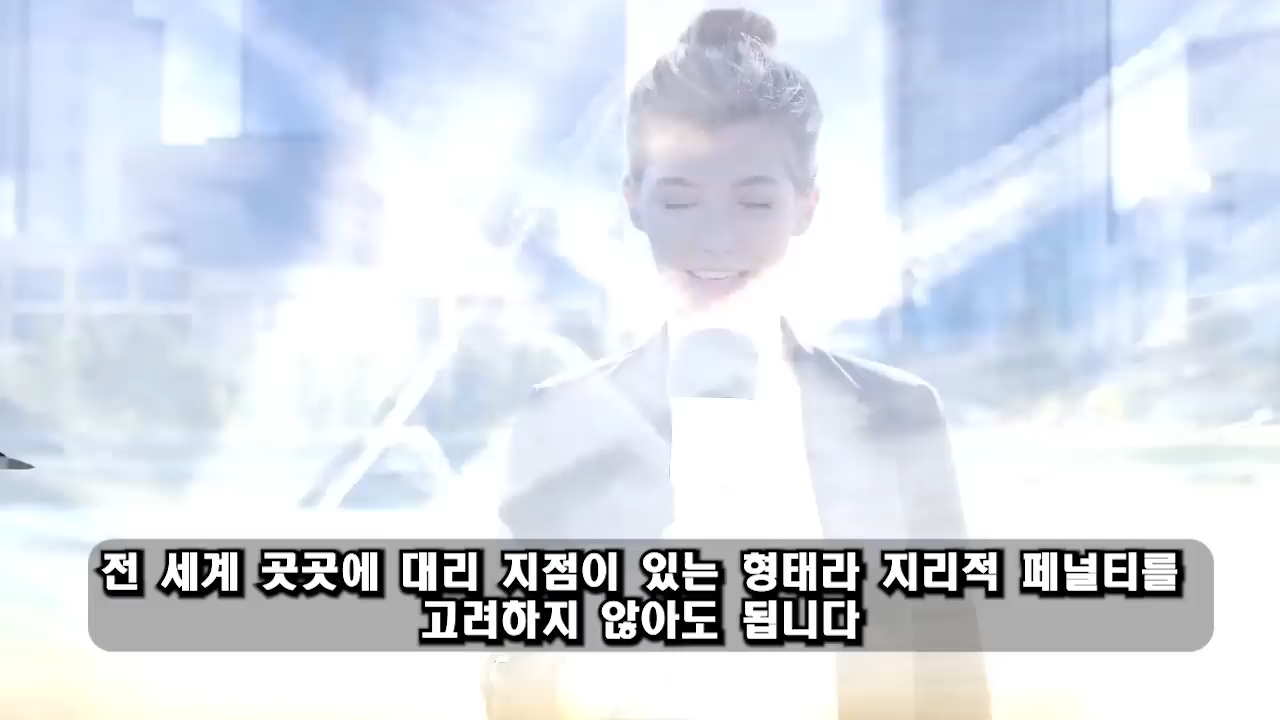 전 세계 곳곳에 대리 지점이 있는 형태라 지리적 페널티를
고려하지 않아도 됩니다